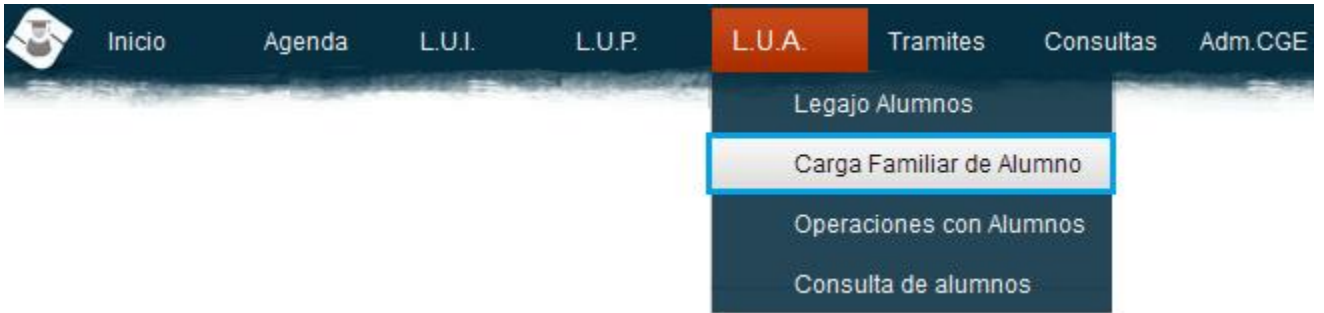 Inicio Agenda L.U.I. L.U.P. L.U.A. Tramites Consultas Adm.CGE
Legajo Alumnos
Carga Familiar de Alumno
Operaciones con Alumnos
Consulta de alumnos